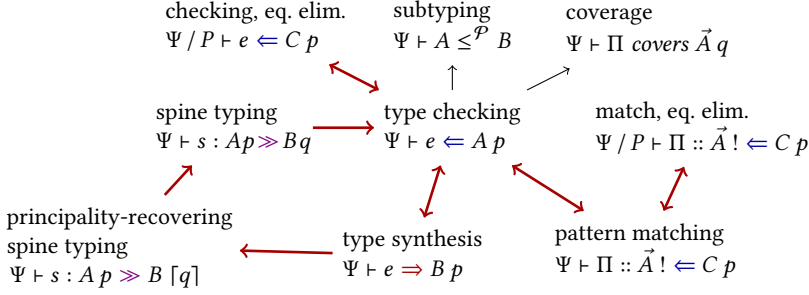 checking, eq. elim.
Ψ / P ⊢ e ⇐ C p
subtyping
Ψ ⊢ A ≤^𝒫 B
coverage
Ψ ⊢ Π covers A⃗ q
spine typing
Ψ ⊢ s : A p ≫ B q
type checking
Ψ ⊢ e ⇐ A p
match, eq. elim.
Ψ / P ⊢ Π :: A⃗ ! ⇐ C p
principality-recovering
spine typing
Ψ ⊢ s : A p ≫ B ⌈q⌉
type synthesis
Ψ ⊢ e ⇒ B p
pattern matching
Ψ ⊢ Π :: A⃗ ! ⇐ C p